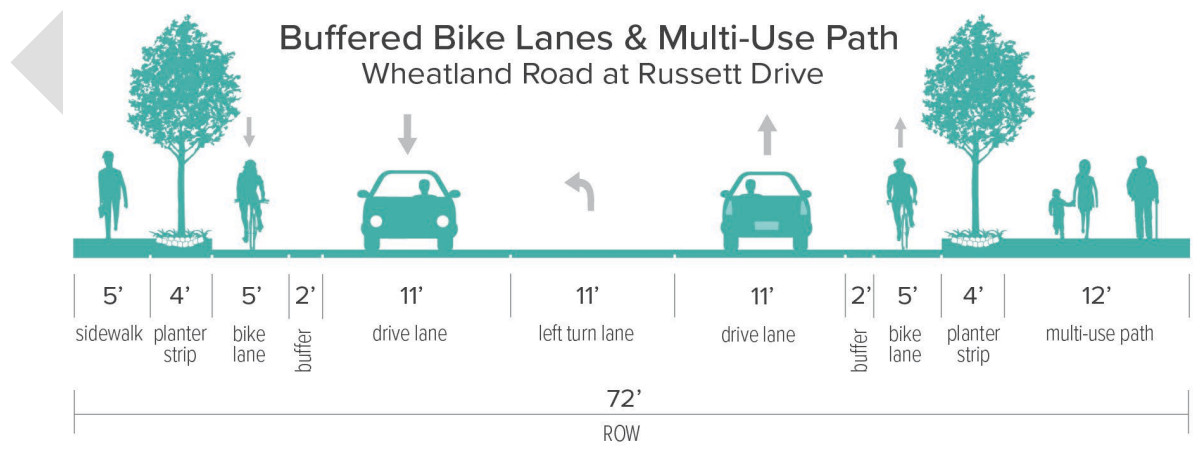 Buffered Bike Lanes & Multi-Use Path
Wheatland Road at Russett Drive
5’ 4’ 5’ 2’ 11’ 11’ 11’ 2’ 5’ 4’ 12’
sidewalk
planter
strip
bike
lane
buffer
drive lane
left turn lane
drive lane
buffer
bike
lane
planter
strip
multi-use path
72’
ROW